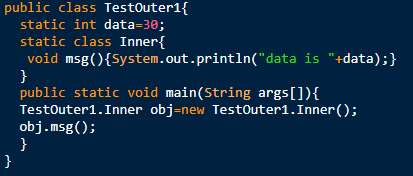 public class TestOuter1{
  static int data=30;
  static class Inner{
   void msg(){System.out.println("data is "+data);}
  }
  public static void main(String args[]){
  TestOuter1.Inner obj=new TestOuter1.Inner();
  obj.msg();
  }
}